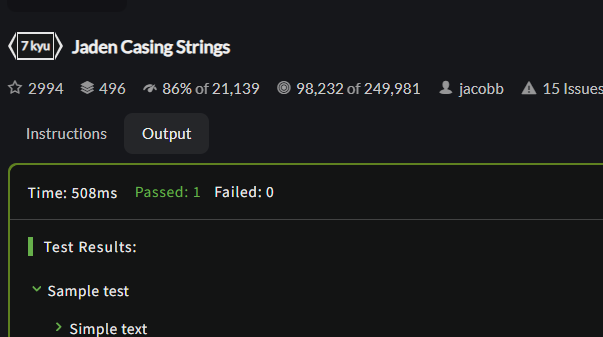 7 kyu Jaden Casing Strings
2994 496 86% of 21,139 98,232 of 249,981 jacobb 15 Issues
Instructions Output
Time: 508ms Passed: 1 Failed: 0
Test Results:
Sample test
Simple text